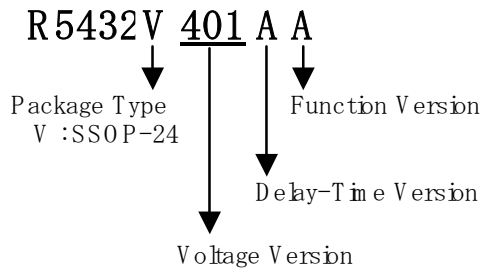 R5432V 401 A A
Package Type
V :SSOP-24
Function Version
Delay-Time Version
Voltage Version